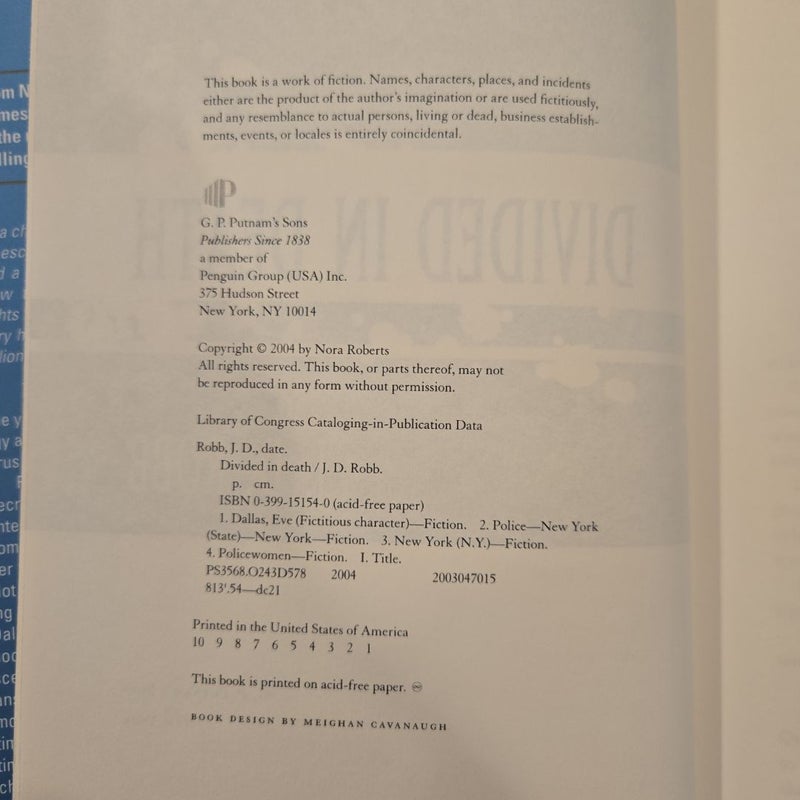 This book is a work of fiction. Names, characters, places, and incidents
either are the product of the author's imagination or are used fictitiously,
and any resemblance to actual persons, living or dead, business establish-
ments, events, or locales is entirely coincidental.
G. P. Putnam's Sons
Publishers Since 1838
a member of
Penguin Group (USA) Inc.
375 Hudson Street
New York, NY 10014
Copyright © 2004 by Nora Roberts
All rights reserved. This book, or parts thereof, may not
be reproduced in any form without permission.
Library of Congress Cataloging-in-Publication Data
Robb, J. D., date.
Divided in death / J. D. Robb.
p. cm.
ISBN 0-399-15154-0 (acid-free paper)
1. Dallas, Eve (Fictitious character)—Fiction. 2. Police—New York
(State)—New York—Fiction. 3. New York (N.Y.)—Fiction.
4. Policewomen—Fiction. I. Title.
PS3568.O243D578 2004 2003047015
813'.54—dc21
Printed in the United States of America
10 9 8 7 6 5 4 3 2 1
This book is printed on acid-free paper. ♾
BOOK DESIGN BY MEIGHAN CAVANAUGH